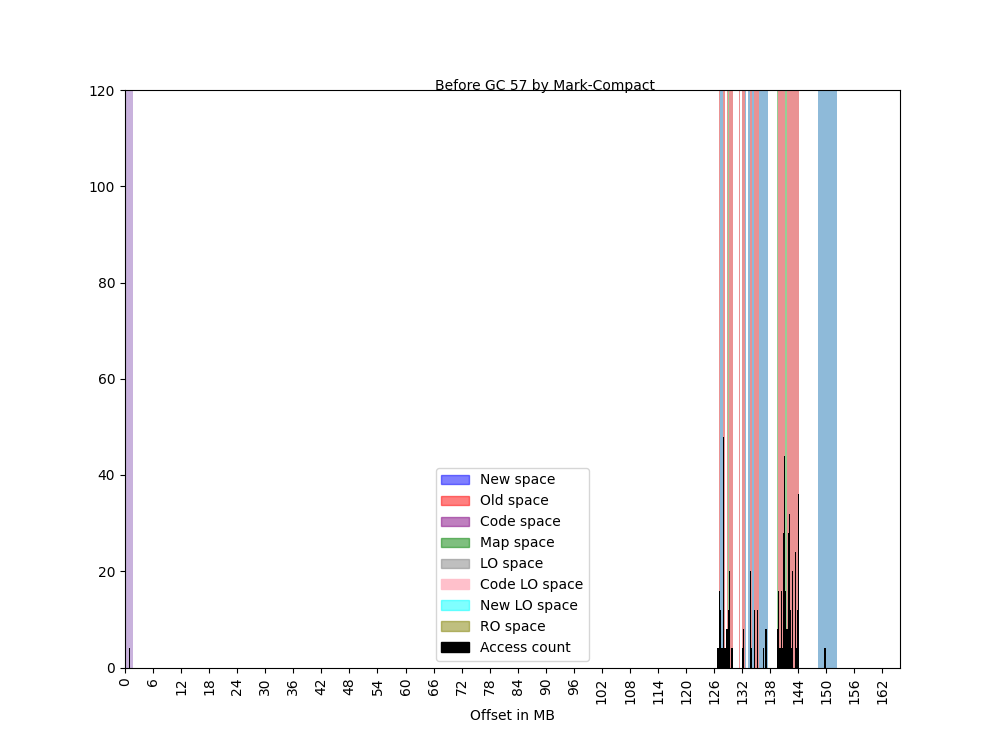 Before GC 57 by Mark-Compact
120
100
80
60
40
20
0
New space
Old space
Code space
Map space
LO space
Code LO space
New LO space
RO space
Access count
0 6 12 18 24 30 36 42 48 54 60 66 72 78 84 90 96 102 108 114 120 126 132 138 144 150 156 162
Offset in MB